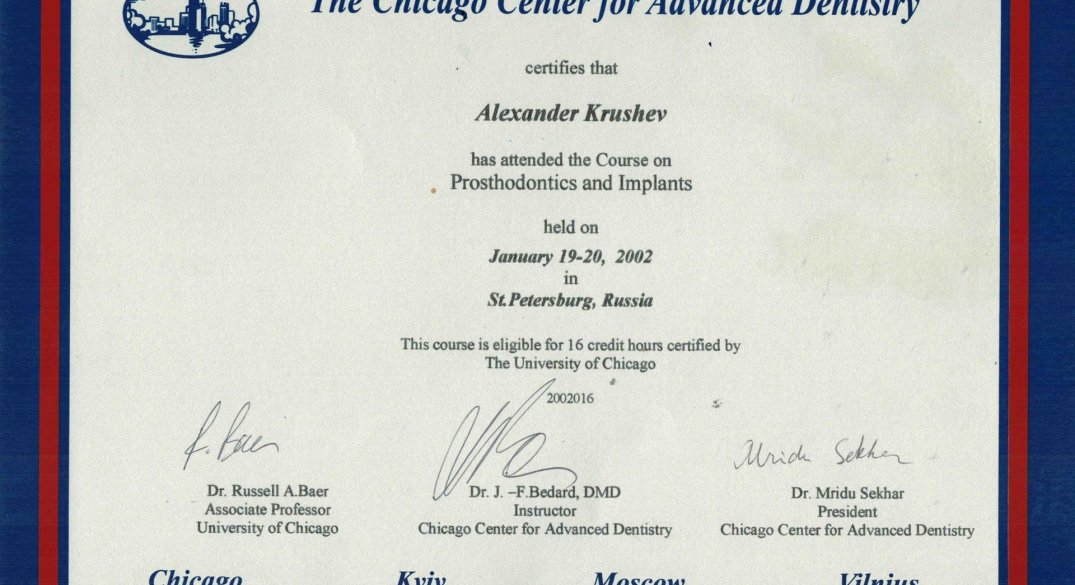 The Chicago Center for Advanced Dentistry
certifies that
Alexander Krushev
has attended the Course on
Prosthodontics and Implants
held on
January 19-20, 2002
in
St.Petersburg, Russia
This course is eligible for 16 credit hours certified by
The University of Chicago
2002016
R. Baer
Mridu Sekhar
Dr. Russell A.Baer
Associate Professor
University of Chicago
Dr. J. –F.Bedard, DMD
Instructor
Chicago Center for Advanced Dentistry
Dr. Mridu Sekhar
President
Chicago Center for Advanced Dentistry
Chicago Kyiv Moscow Vilnius